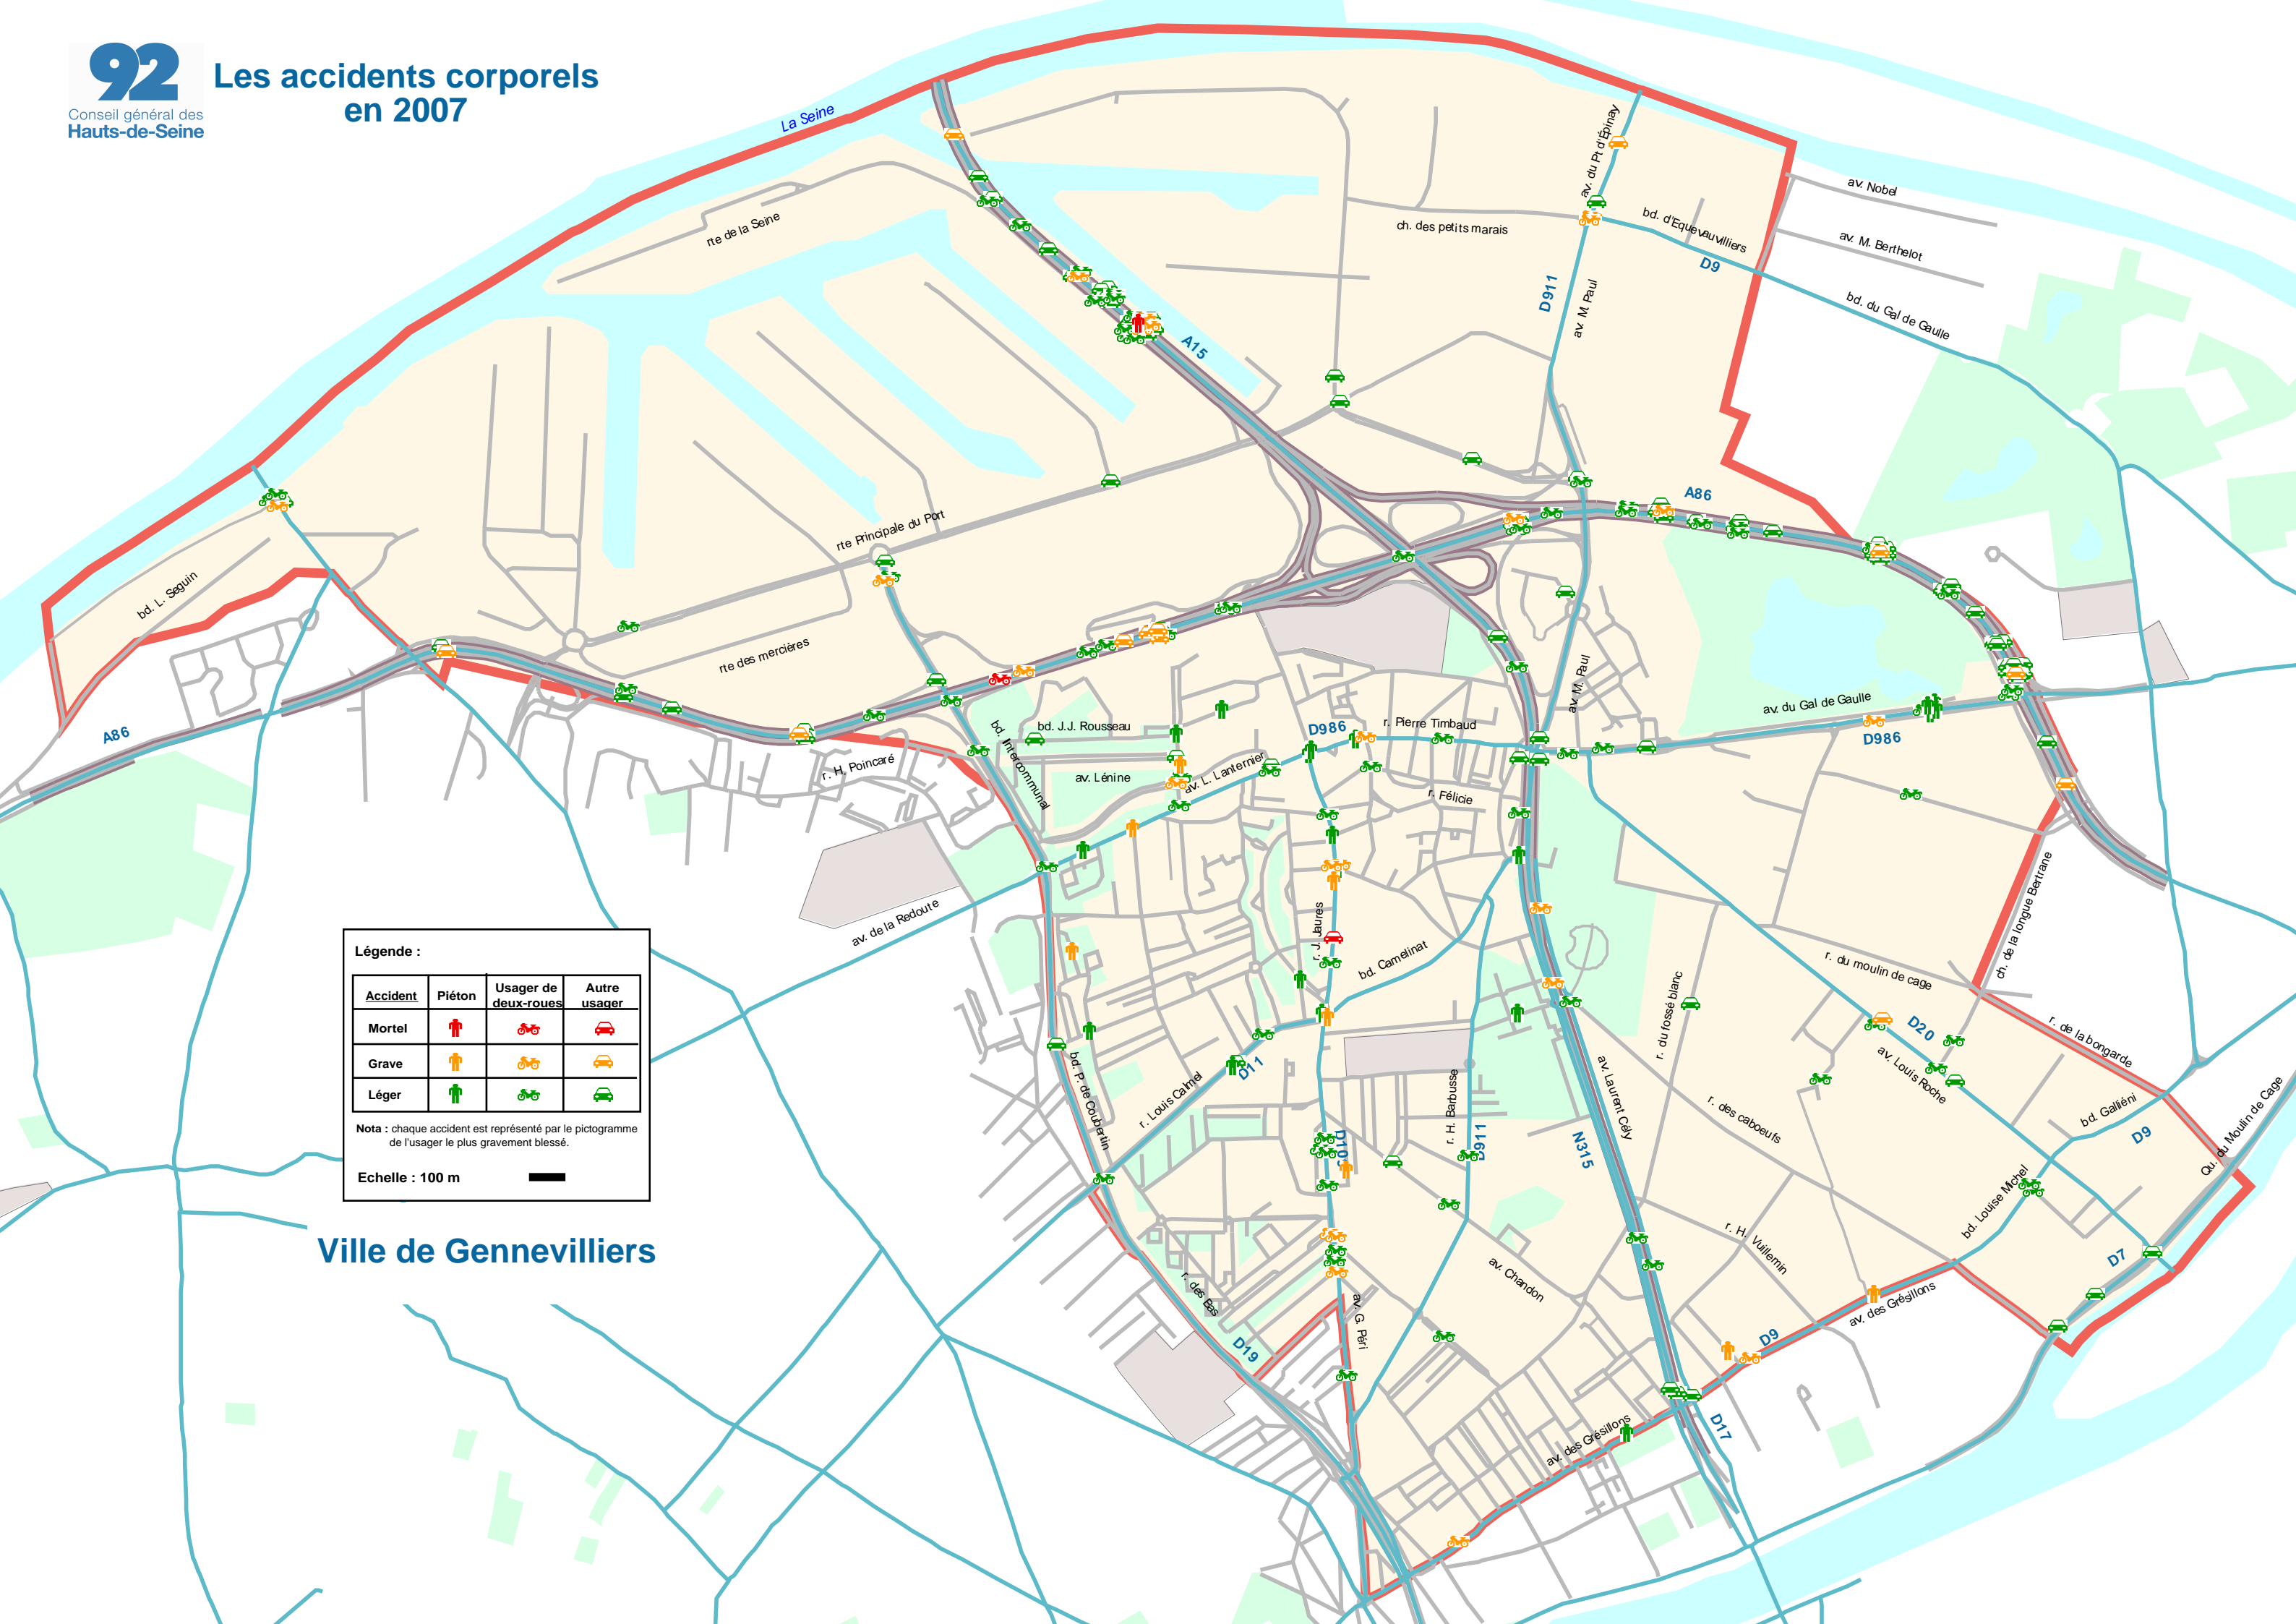 92
Conseil général des
Hauts-de-Seine
Les accidents corporels
en 2007
La Seine
rte de la Seine
av. du Pt d'Épinay
ch. des petits marais
bd. d'Equevauvilliers
D9
av. Nobel
av. M. Berthelot
bd. du Gal de Gaulle
D911
av. M. Paul
A15
A86
rte Principale du Port
bd. L. Seguin
rte des mercières
A86
r. H. Poincaré
bd. Intercommunal
bd. J.J. Rousseau
av. Lénine
av. L. Lanternier
D986
r. Pierre Timbaud
r. Félicie
av. M. Paul
av. du Gal de Gaulle
D986
av. de la Redoute
r. J. Jaures
bd. Camelinat
ch. de la longue Bertrane
r. du moulin de cage
r. du fossé blanc
D20
av. Louis Roche
r. de la bongarde
bd. Galliéni
D9
Qu. du Moulin de Cage
Légende :
Accident
Piéton
Usager de
deux-roues
Autre
usager
Mortel
Grave
Léger
Nota : chaque accident est représenté par le pictogramme
de l'usager le plus gravement blessé.
Echelle : 100 m
Ville de Gennevilliers
bd. P. de Coubertin
r. Louis Calmel
D11
D109
r. H. Barbusse
D911
N315
av. Laurent Cély
r. des caboeufs
bd. Louise Michel
D7
r. H. Vuillemin
av. Chandon
r. des Bas
D19
av. G. Péri
av. des Grésillons
D9
av. des Grésillons
D17